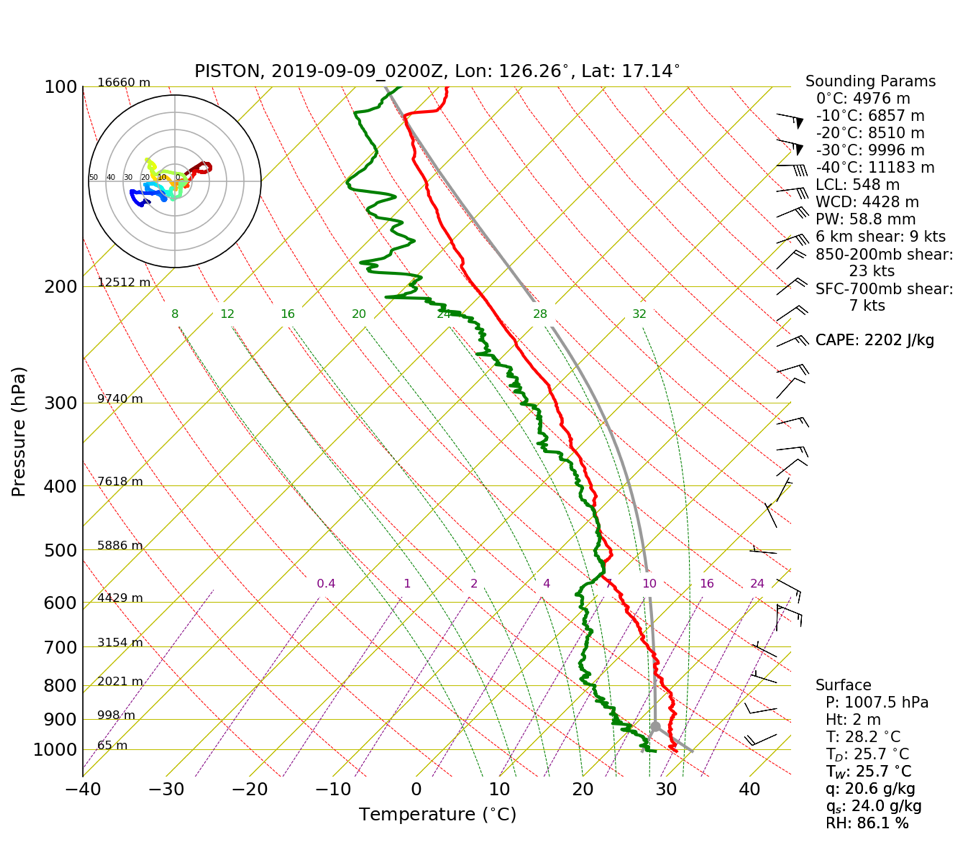 PISTON, 2019-09-09_0200Z, Lon: 126.26°, Lat: 17.14°
Pressure (hPa)
100
200
300
400
500
600
700
800
900
1000
16660 m
12512 m
9740 m
7618 m
5886 m
4429 m
3154 m
2021 m
998 m
65 m
50 40 30 20 10 0
8 12 16 20 24 28 32
0.4 1 2 4 7 10 16 24
−40 −30 −20 −10 0 10 20 30 40
Temperature (°C)
Sounding Params
0°C: 4976 m
-10°C: 6857 m
-20°C: 8510 m
-30°C: 9996 m
-40°C: 11183 m
LCL: 548 m
WCD: 4428 m
PW: 58.8 mm
6 km shear: 9 kts
850-200mb shear:
23 kts
SFC-700mb shear:
7 kts
CAPE: 2202 J/kg
Surface
P: 1007.5 hPa
Ht: 2 m
T: 28.2 °C
T_D: 25.7 °C
T_W: 25.7 °C
q: 20.6 g/kg
q_s: 24.0 g/kg
RH: 86.1 %